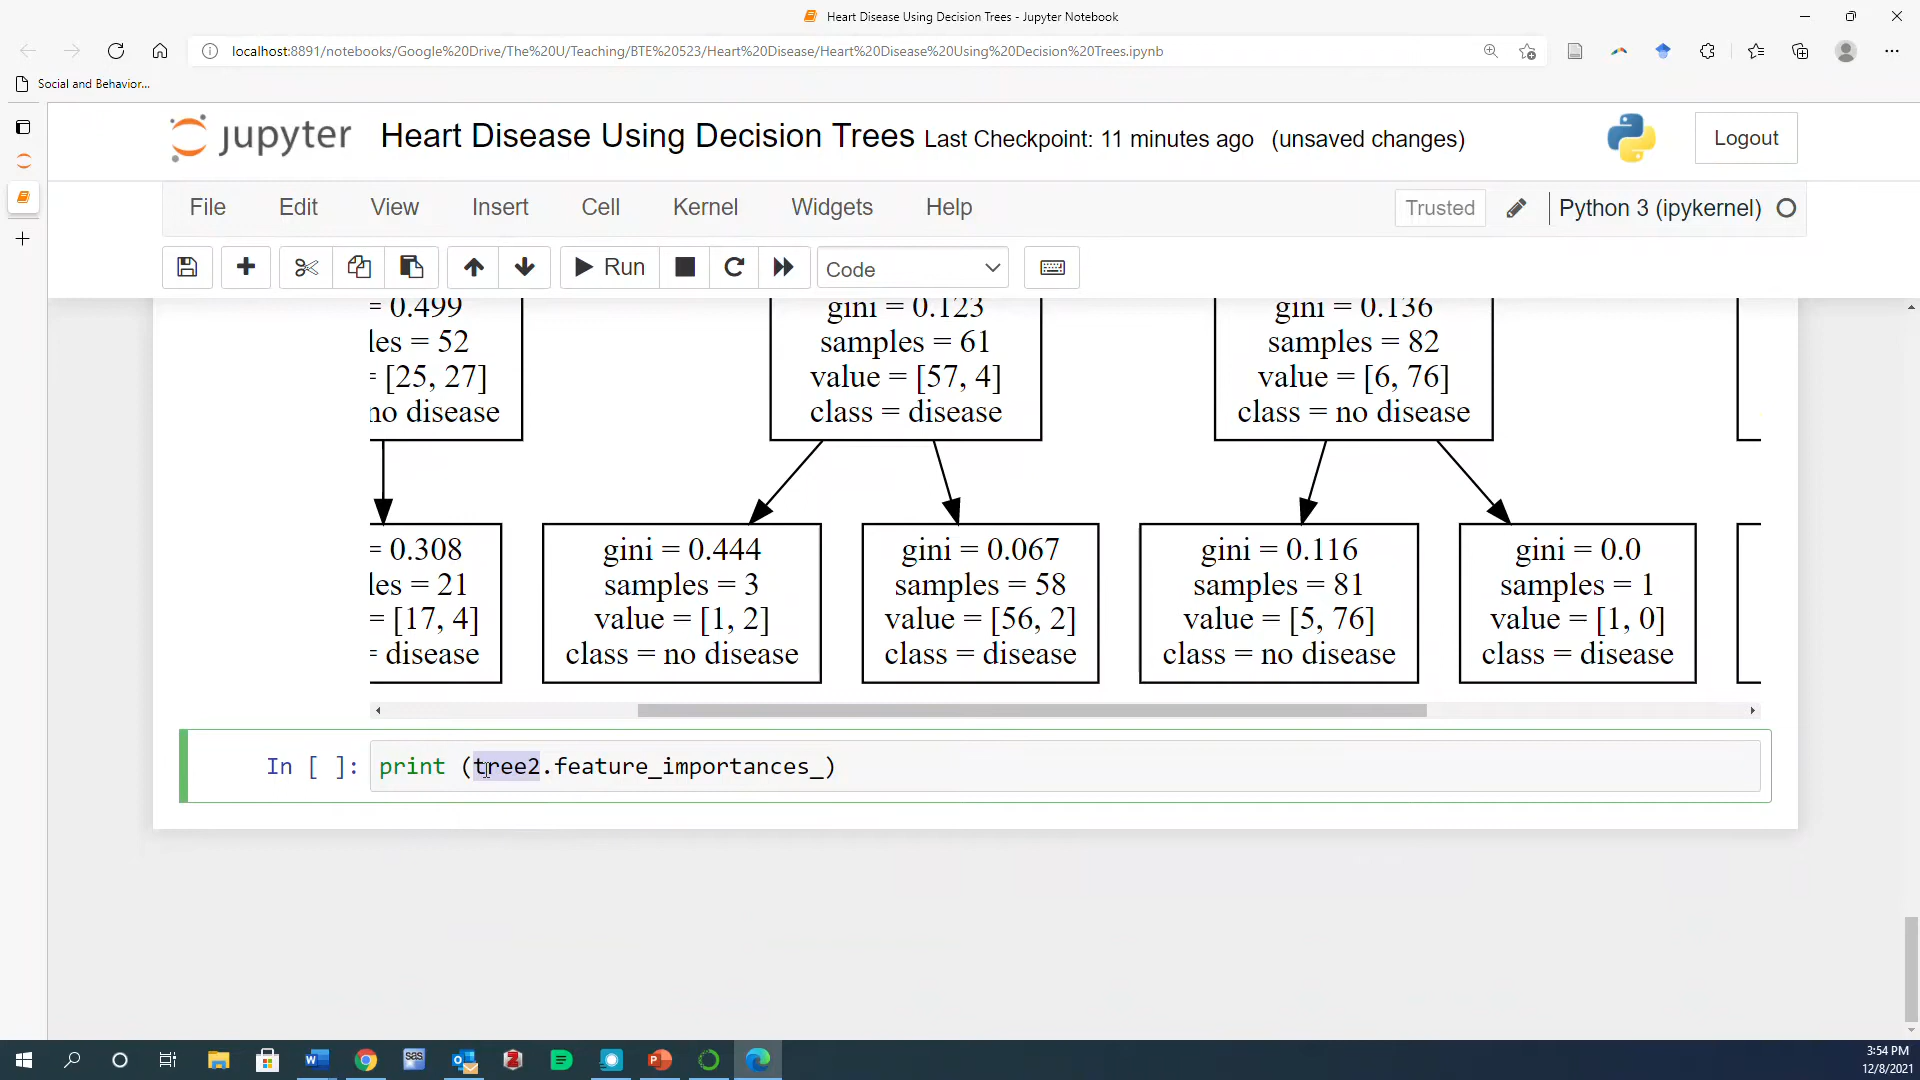 Heart Disease Using Decision Trees - Jupyter Notebook
localhost:8891/notebooks/Google%20Drive/The%20U/Teaching/BTE%20523/Heart%20Disease/Heart%20Disease%20Using%20Decision%20Trees.ipynb
Social and Behavior...
jupyter Heart Disease Using Decision Trees Last Checkpoint: 11 minutes ago (unsaved changes) Logout
File Edit View Insert Cell Kernel Widgets Help Trusted Python 3 (ipykernel)
Run Code
= 0.499 gini = 0.123 gini = 0.136
les = 52 samples = 61 samples = 82
= [25, 27] value = [57, 4] value = [6, 76]
no disease class = disease class = no disease
= 0.308 gini = 0.444 gini = 0.067 gini = 0.116 gini = 0.0
les = 21 samples = 3 samples = 58 samples = 81 samples = 1
= [17, 4] value = [1, 2] value = [56, 2] value = [5, 76] value = [1, 0]
= disease class = no disease class = disease class = no disease class = disease
In [ ]: print (tree2.feature_importances_)
3:54 PM
12/8/2021